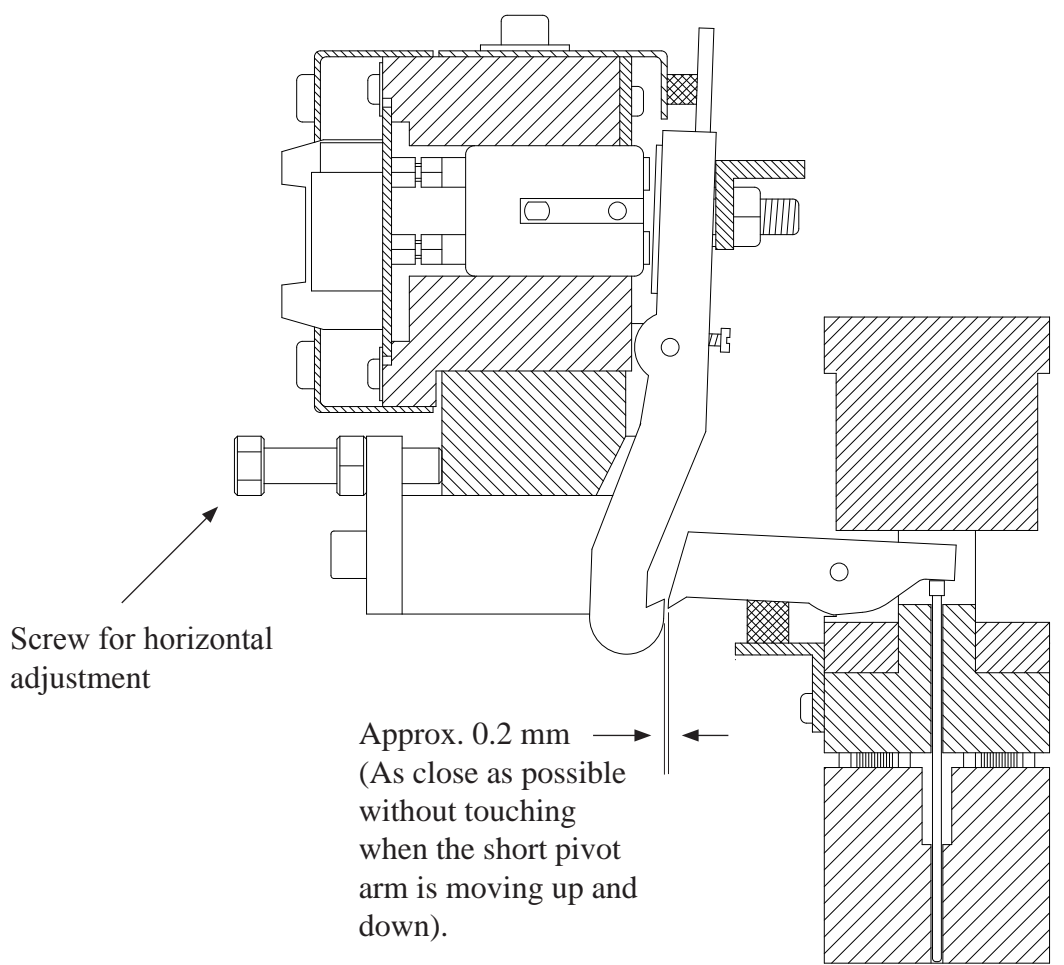 Screw for horizontal
adjustment
Approx. 0.2 mm
(As close as possible
without touching
when the short pivot
arm is moving up and
down).